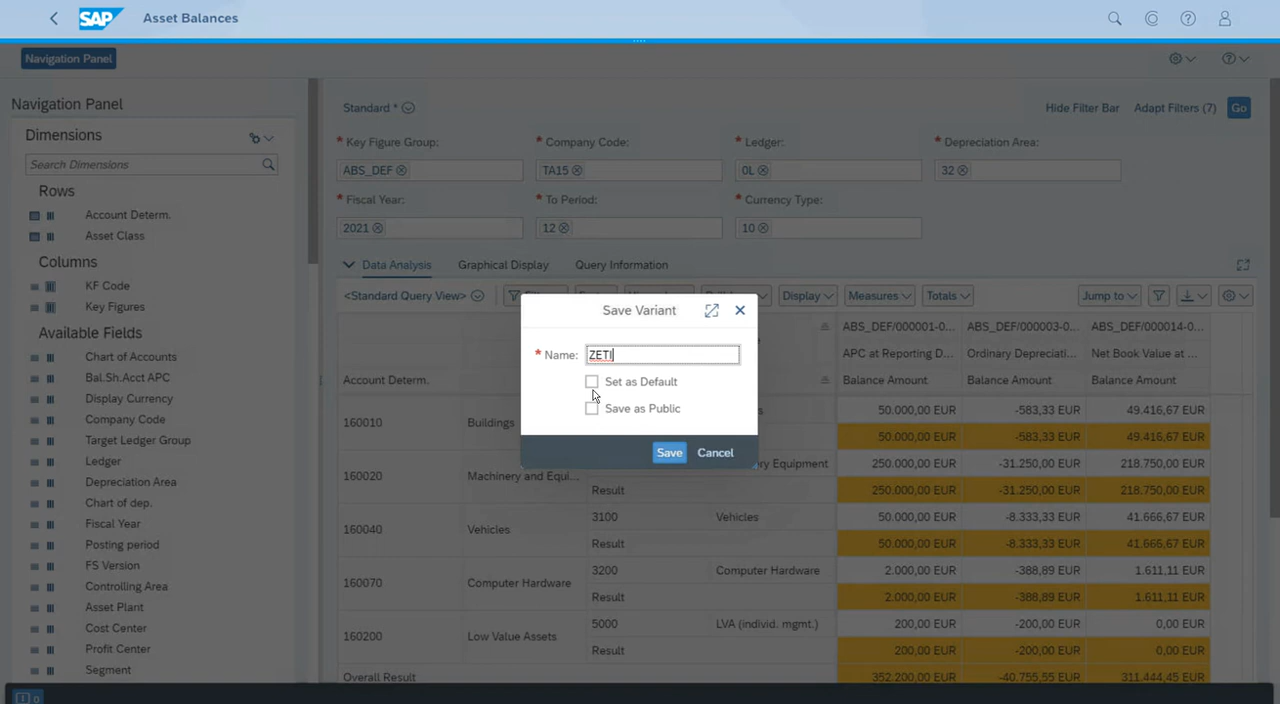 SAP Asset Balances
Navigation Panel
Navigation Panel
Dimensions
Search Dimensions
Rows
Account Determ.
Asset Class
Columns
KF Code
Key Figures
Available Fields
Chart of Accounts
Bal.Sh.Acct APC
Display Currency
Company Code
Target Ledger Group
Ledger
Depreciation Area
Chart of dep.
Fiscal Year
Posting period
FS Version
Controlling Area
Asset Plant
Cost Center
Profit Center
Segment
Standard * Hide Filter Bar Adapt Filters (7) Go
* Key Figure Group: * Company Code: * Ledger: * Depreciation Area:
ABS_DEF TA15 0L 32
* Fiscal Year: * To Period: * Currency Type:
2021 12 10
Data Analysis Graphical Display Query Information
<Standard Query View> Display Measures Totals Jump to
Save Variant
* Name: ZETI
Set as Default
Save as Public
Save Cancel
ABS_DEF/000001-0... ABS_DEF/000003-0... ABS_DEF/000014-0...
APC at Reporting D... Ordinary Depreciati... Net Book Value at ...
Account Determ. Balance Amount Balance Amount Balance Amount
160010 Buildings 50.000,00 EUR -583,33 EUR 49.416,67 EUR
50.000,00 EUR -583,33 EUR 49.416,67 EUR
160020 Machinery and Equi... ery Equipment 250.000,00 EUR -31.250,00 EUR 218.750,00 EUR
Result 250.000,00 EUR -31.250,00 EUR 218.750,00 EUR
160040 Vehicles 3100 Vehicles 50.000,00 EUR -8.333,33 EUR 41.666,67 EUR
Result 50.000,00 EUR -8.333,33 EUR 41.666,67 EUR
160070 Computer Hardware 3200 Computer Hardware 2.000,00 EUR -388,89 EUR 1.611,11 EUR
Result 2.000,00 EUR -388,89 EUR 1.611,11 EUR
160200 Low Value Assets 5000 LVA (individ. mgmt.) 200,00 EUR -200,00 EUR 0,00 EUR
Result 200,00 EUR -200,00 EUR 0,00 EUR
Overall Result 352.200,00 EUR -40.755,55 EUR 311.444,45 EUR
0